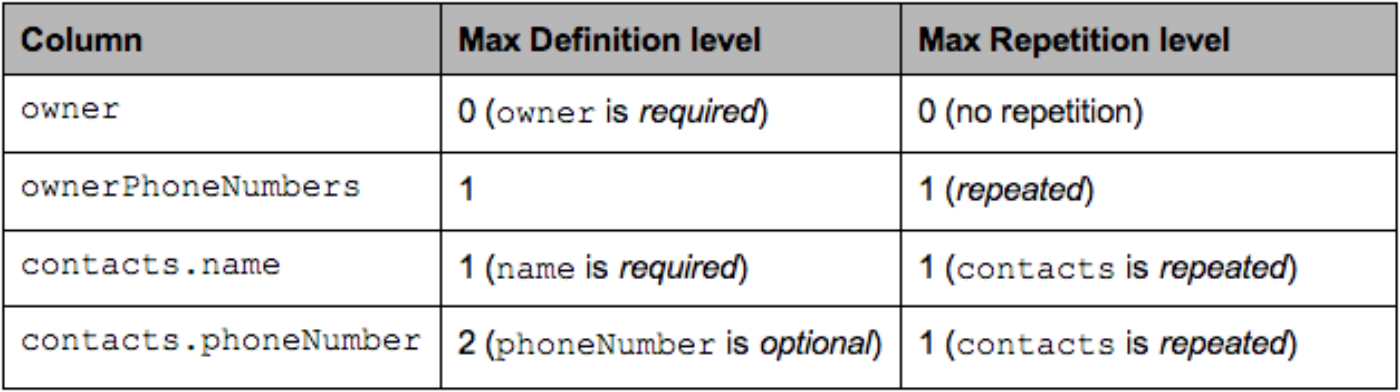 Column Max Definition level Max Repetition level
owner 0 (owner is required) 0 (no repetition)
ownerPhoneNumbers 1 1 (repeated)
contacts.name 1 (name is required) 1 (contacts is repeated)
contacts.phoneNumber 2 (phoneNumber is optional) 1 (contacts is repeated)